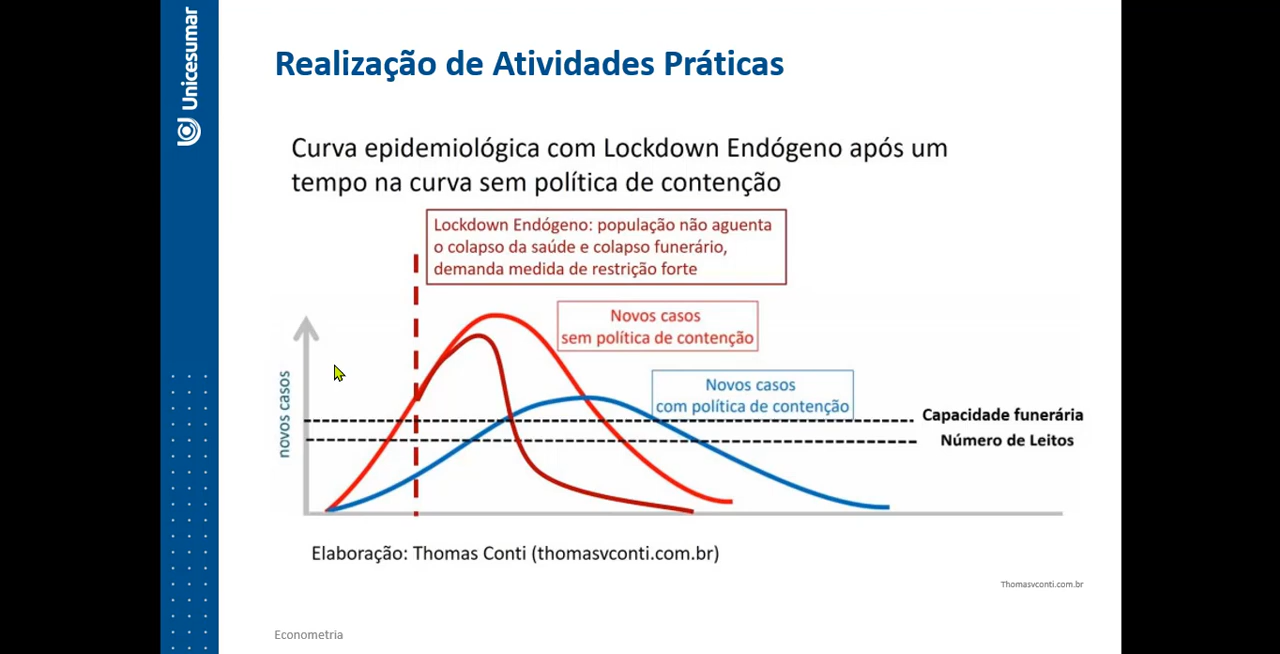 Unicesumar
Realização de Atividades Práticas
Curva epidemiológica com Lockdown Endógeno após um
tempo na curva sem política de contenção
Lockdown Endógeno: população não aguenta
o colapso da saúde e colapso funerário,
demanda medida de restrição forte
Novos casos
sem política de contenção
Novos casos
com política de contenção
novos casos
Capacidade funerária
Número de Leitos
Elaboração: Thomas Conti (thomasvconti.com.br)
Thomasvconti.com.br
Econometria